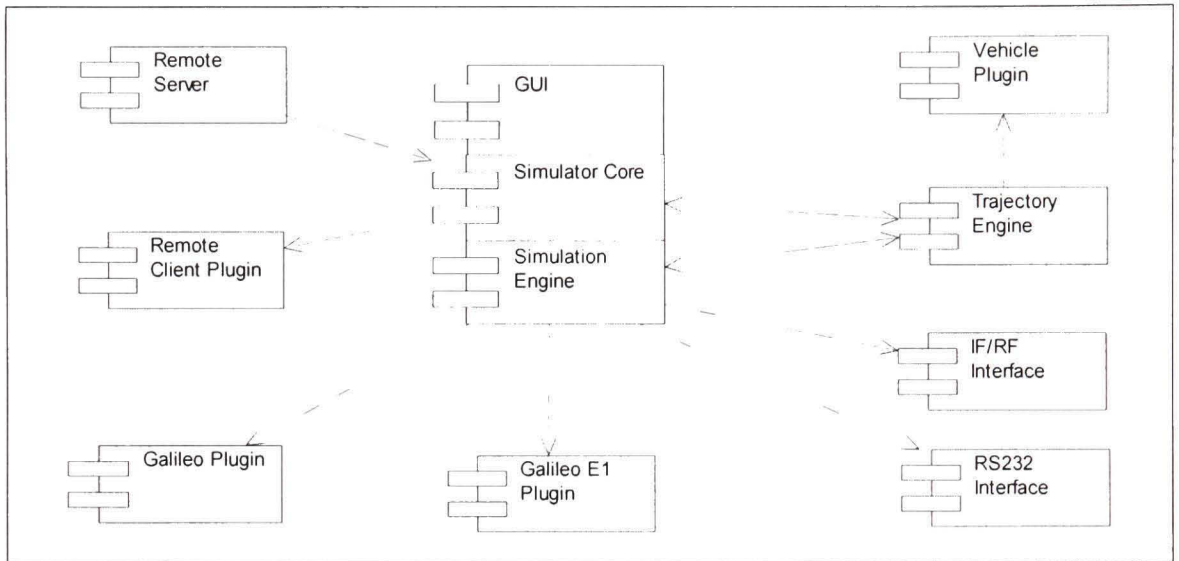 Remote
Server
GUI
Vehicle
Plugin
Simulator Core
Trajectory
Engine
Remote
Client Plugin
Simulation
Engine
IF/RF
Interface
Galileo Plugin
Galileo E1
Plugin
RS232
Interface